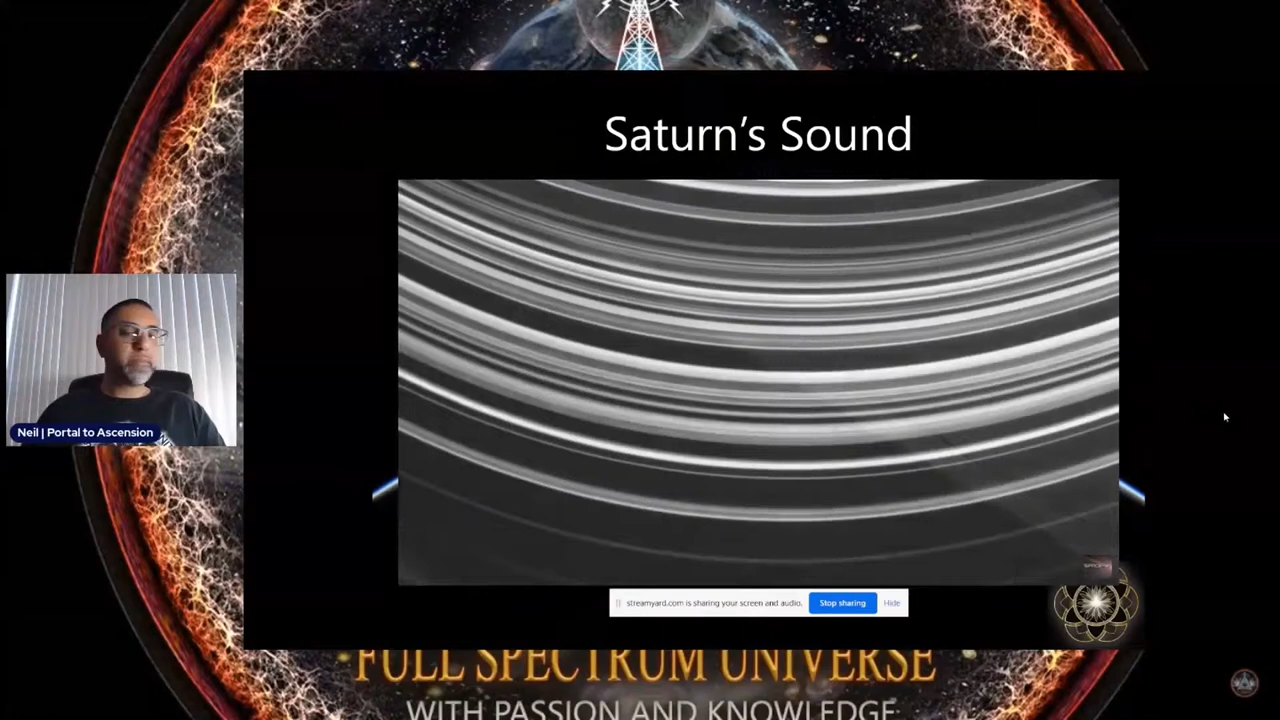 Saturn's Sound
Neil | Portal to Ascension
streamyard.com is sharing your screen and audio.
Stop sharing
Hide
FULL SPECTRUM UNIVERSE
WITH PASSION AND KNOWLEDGE